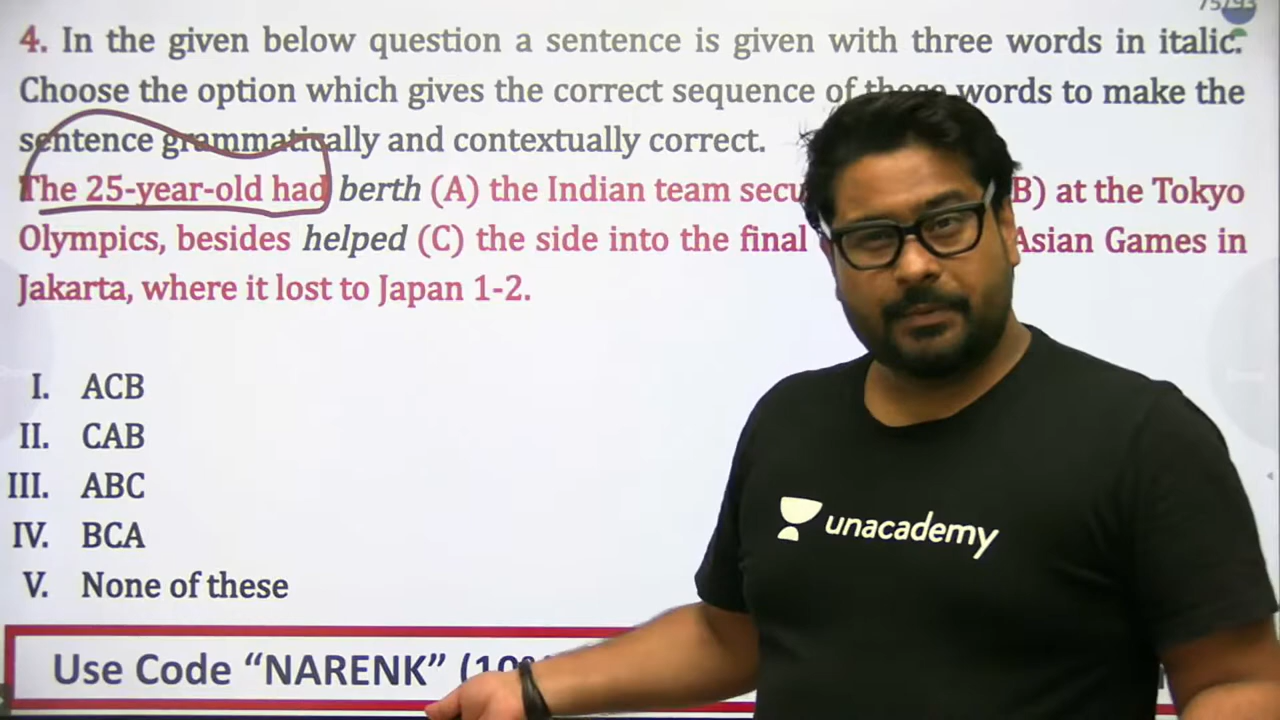 75/93
4. In the given below question a sentence is given with three words in italic.
Choose the option which gives the correct sequence of these words to make the
sentence grammatically and contextually correct.
The 25-year-old had berth (A) the Indian team B) at the Tokyo
Olympics, besides helped (C) the side into the final Asian Games in
Jakarta, where it lost to Japan 1-2.
I. ACB
II. CAB
III. ABC
IV. BCA
V. None of these
unacademy
Use Code “NARENK”